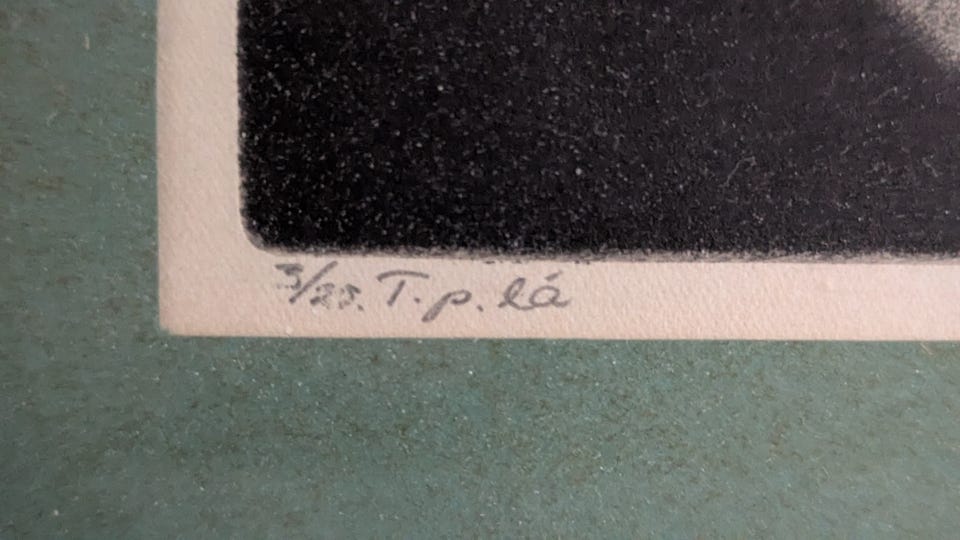 3/25. T. p. lá